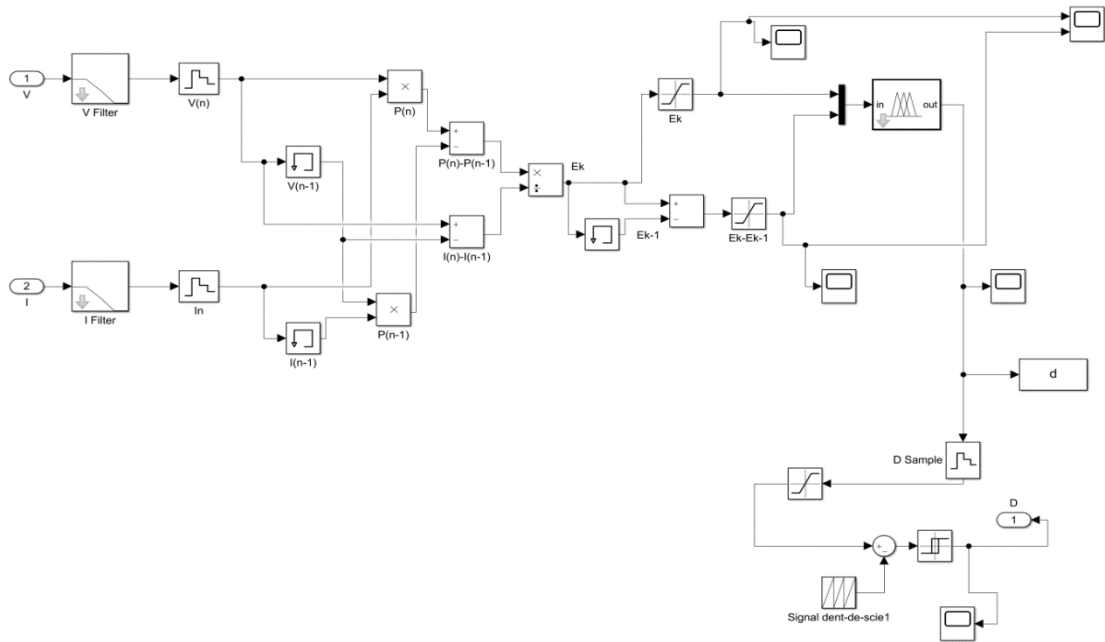 1
V
V Filter
V(n)
V(n-1)
P(n)
+
−
P(n)-P(n-1)
+
−
I(n)-I(n-1)
2
I
I Filter
In
I(n-1)
P(n-1)
×
×
×
÷
Ek
Ek
+
−
Ek-1
Ek-Ek-1
in
out
d
D Sample
D
1
+
−
Signal dent-de-scie1